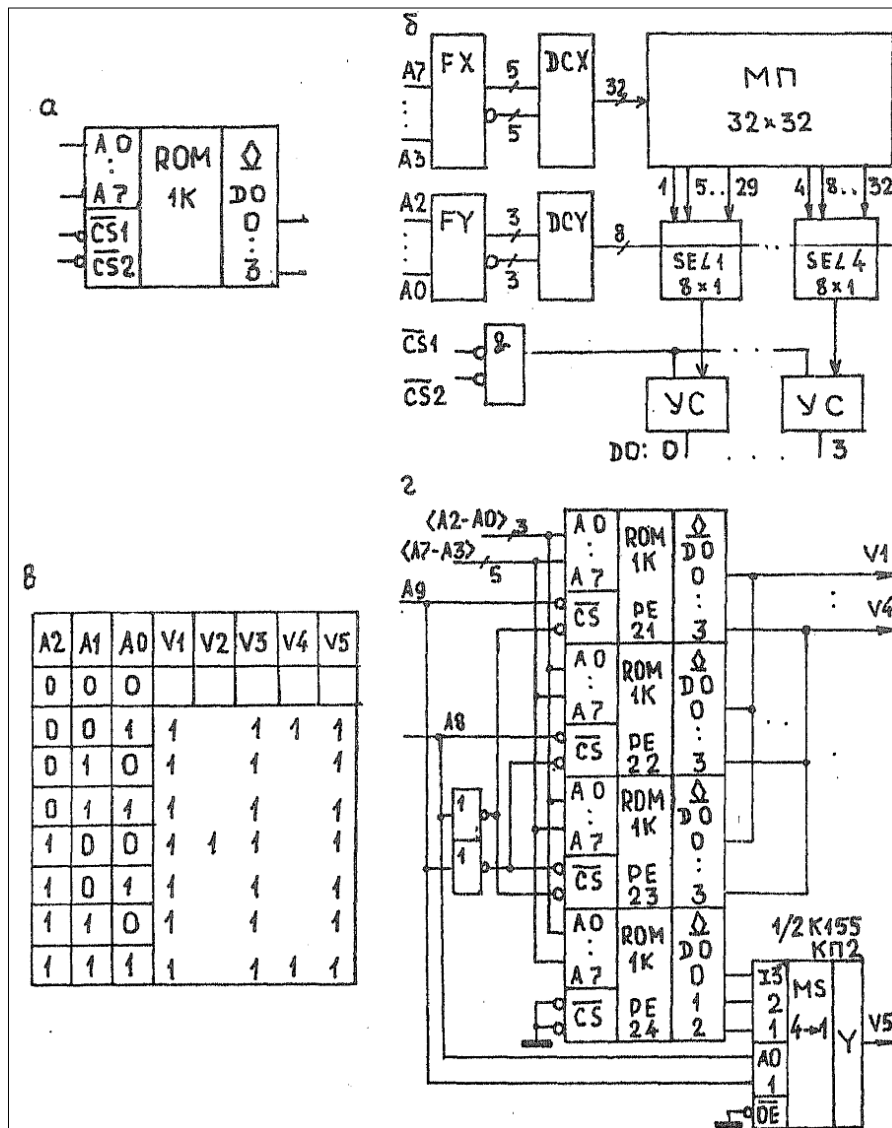 а
A0
:
A7
CS1
CS2
ROM
1K
DO
0
:
3
б
A7
...
A3
FX
5
5
DCX
32
МП
32×32
A2
...
A0
FY
3
3
DCY
8
1
5..
29
4
8..
32
SEL1
8×1
..
SEL4
8×1
CS1
CS2
&
...
УС
УС
DO: 0
....
3
в
A2 A1 A0 V1 V2 V3 V4 V5
0 0 0
0 0 1 1 1 1 1
0 1 0 1 1 1
0 1 1 1 1 1
1 0 0 1 1 1 1
1 0 1 1 1 1
1 1 0 1 1 1
1 1 1 1 1 1 1
г
⟨A2-A0⟩ 3
⟨A7-A3⟩
5
A9
A8
1
1
A0
:
A7
CS
ROM
1K
РЕ
21
DO
0
:
3
V1
:
V4
A0
:
A7
CS
ROM
1K
РЕ
22
DO
0
:
3
...
A0
:
A7
CS
ROM
1K
РЕ
23
DO
0
:
3
A0
:
A7
CS
ROM
1K
РЕ
24
DO
0
1
2
1/2 К155
КП2
I3
2
1
A0
1
OE
MS
4→1
Y
V5